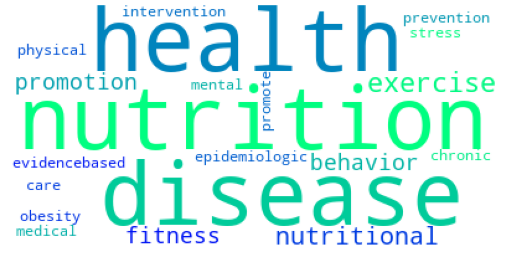 intervention
health
prevention
stress
physical
promotion
mental
promote
exercise
nutrition
evidencebased
epidemiologic
behavior
chronic
care
disease
obesity
medical
fitness
nutritional